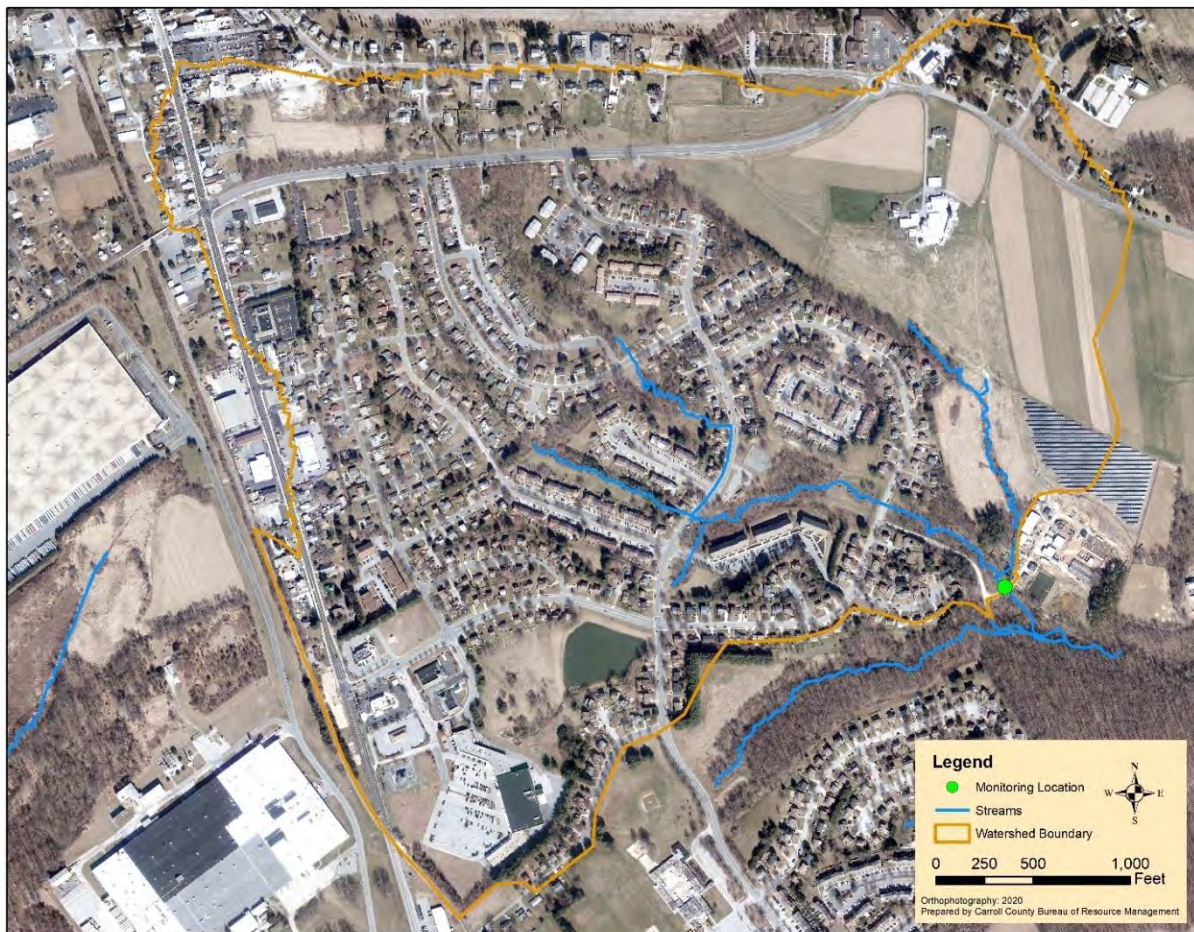 Legend
N
W E
S
Monitoring Location
Streams
Watershed Boundary
0 250 500 1,000
Feet
Orthophotography: 2020
Prepared by Carroll County Bureau of Resource Management